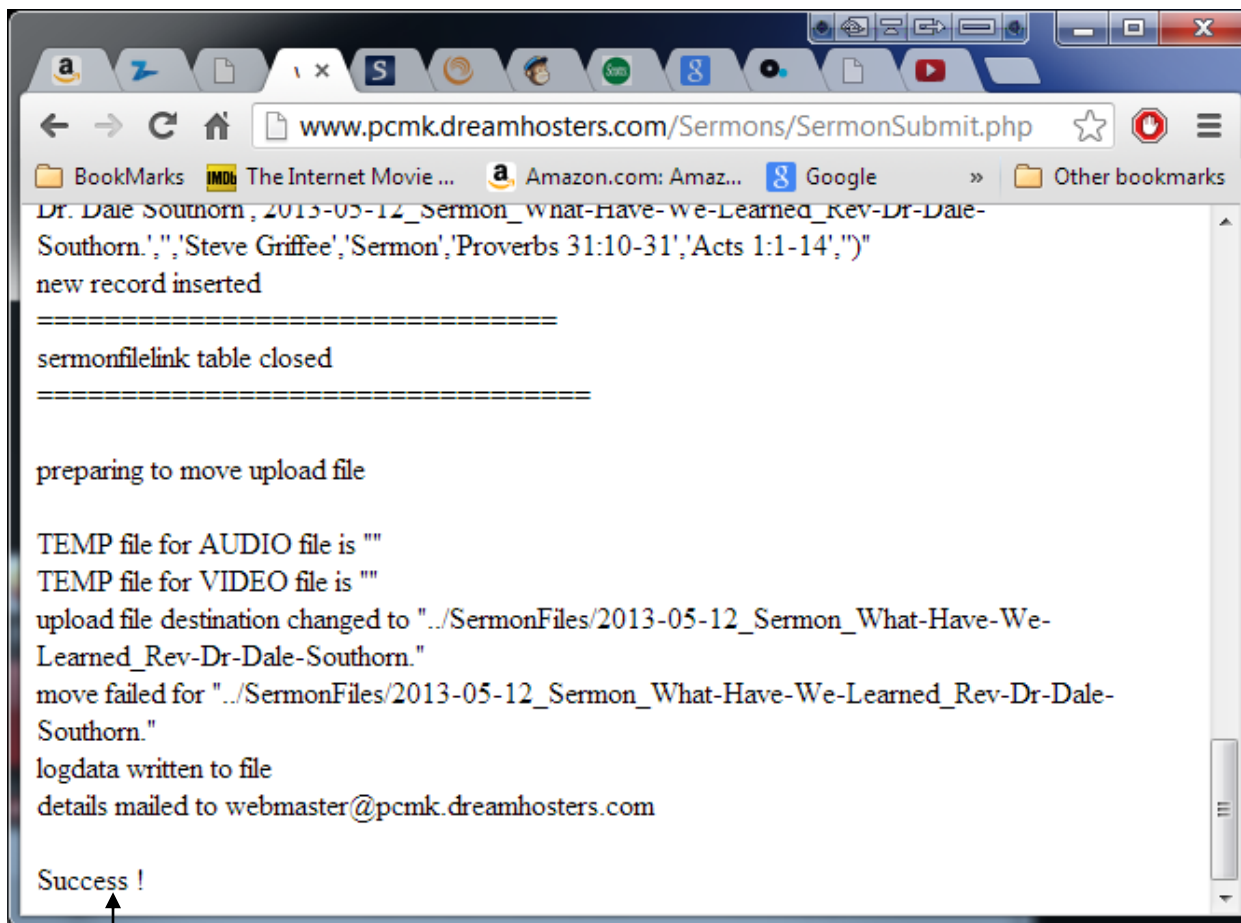 www.pcmk.dreamhosters.com/Sermons/SermonSubmit.php
BookMarks IMDb The Internet Movie ... a Amazon.com: Amaz... 8 Google » Other bookmarks
Dr. Dale Southorn','2013-05-12_Sermon_What-Have-We-Learned_Rev-Dr-Dale-
Southorn.','','Steve Griffee','Sermon','Proverbs 31:10-31','Acts 1:1-14','')"
new record inserted
===============================
sermonfilelink table closed
=================================
preparing to move upload file
TEMP file for AUDIO file is ""
TEMP file for VIDEO file is ""
upload file destination changed to "../SermonFiles/2013-05-12_Sermon_What-Have-We-
Learned_Rev-Dr-Dale-Southorn."
move failed for "../SermonFiles/2013-05-12_Sermon_What-Have-We-Learned_Rev-Dr-Dale-
Southorn."
logdata written to file
details mailed to webmaster@pcmk.dreamhosters.com
Success !